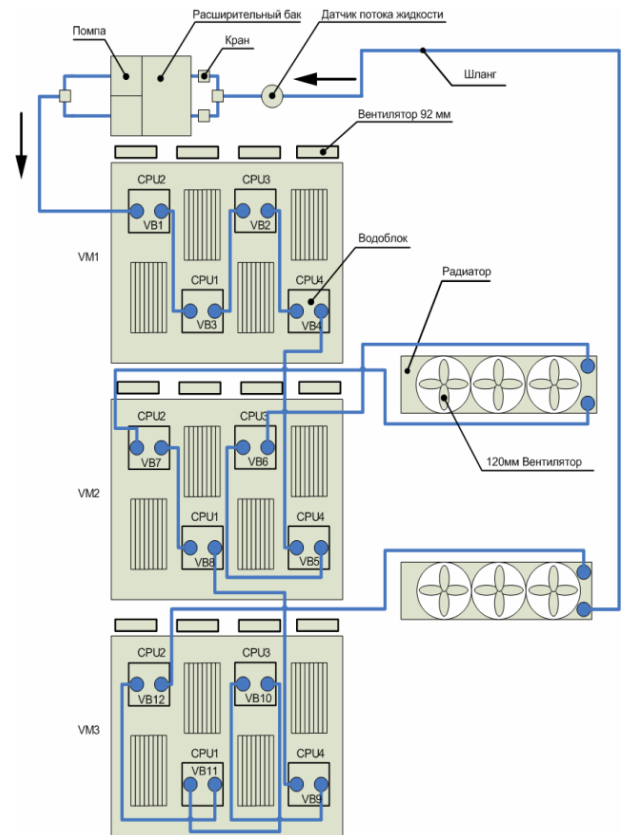 Расширительный бак
Датчик потока жидкости
Помпа
Кран
Шланг
Вентилятор 92 мм
CPU2
CPU3
VB1
VB2
Водоблок
VM1
CPU1
CPU4
Радиатор
VB3
VB4
CPU2
CPU3
VB7
VB6
120мм Вентилятор
VM2
CPU1
CPU4
VB8
VB5
CPU2
CPU3
VB12
VB10
VM3
CPU1
CPU4
VB11
VB9